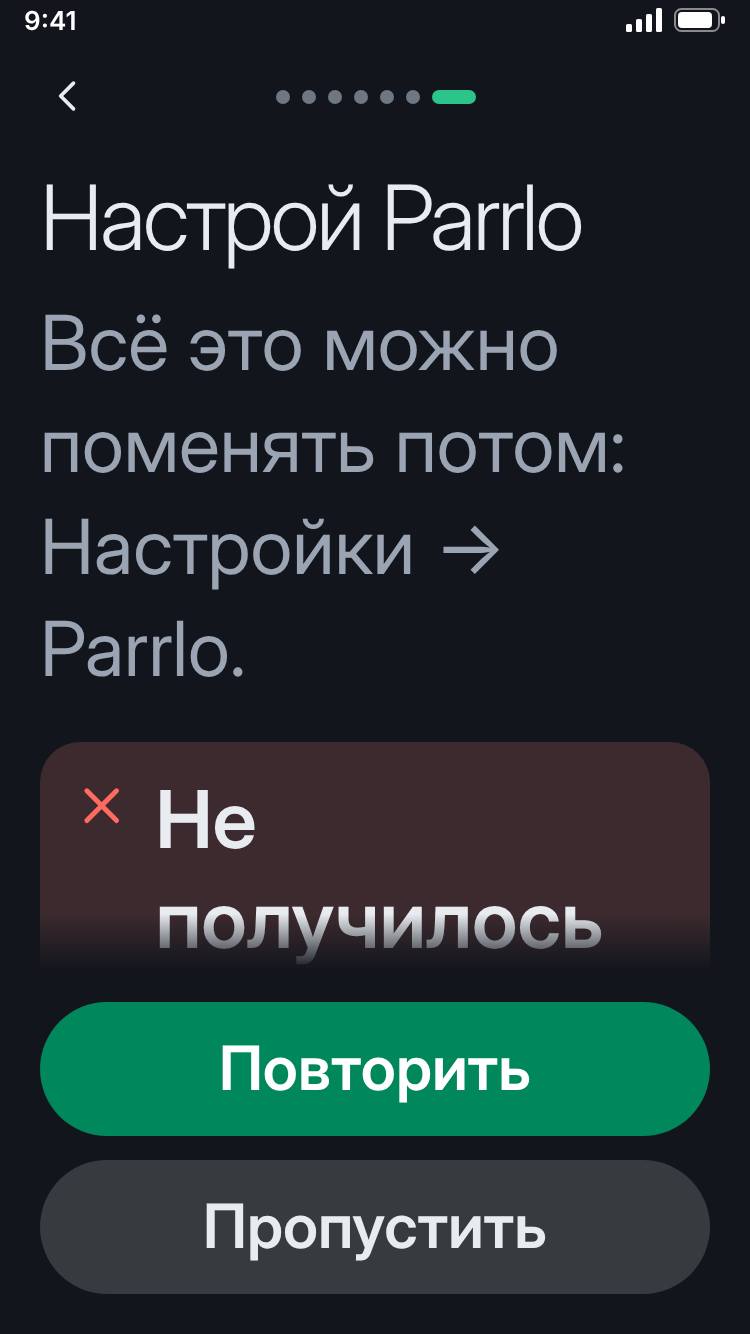 9:41
Настрой Parrlo
Всё это можно
поменять потом:
Настройки →
Parrlo.
Не
получилось
Повторить
Пропустить